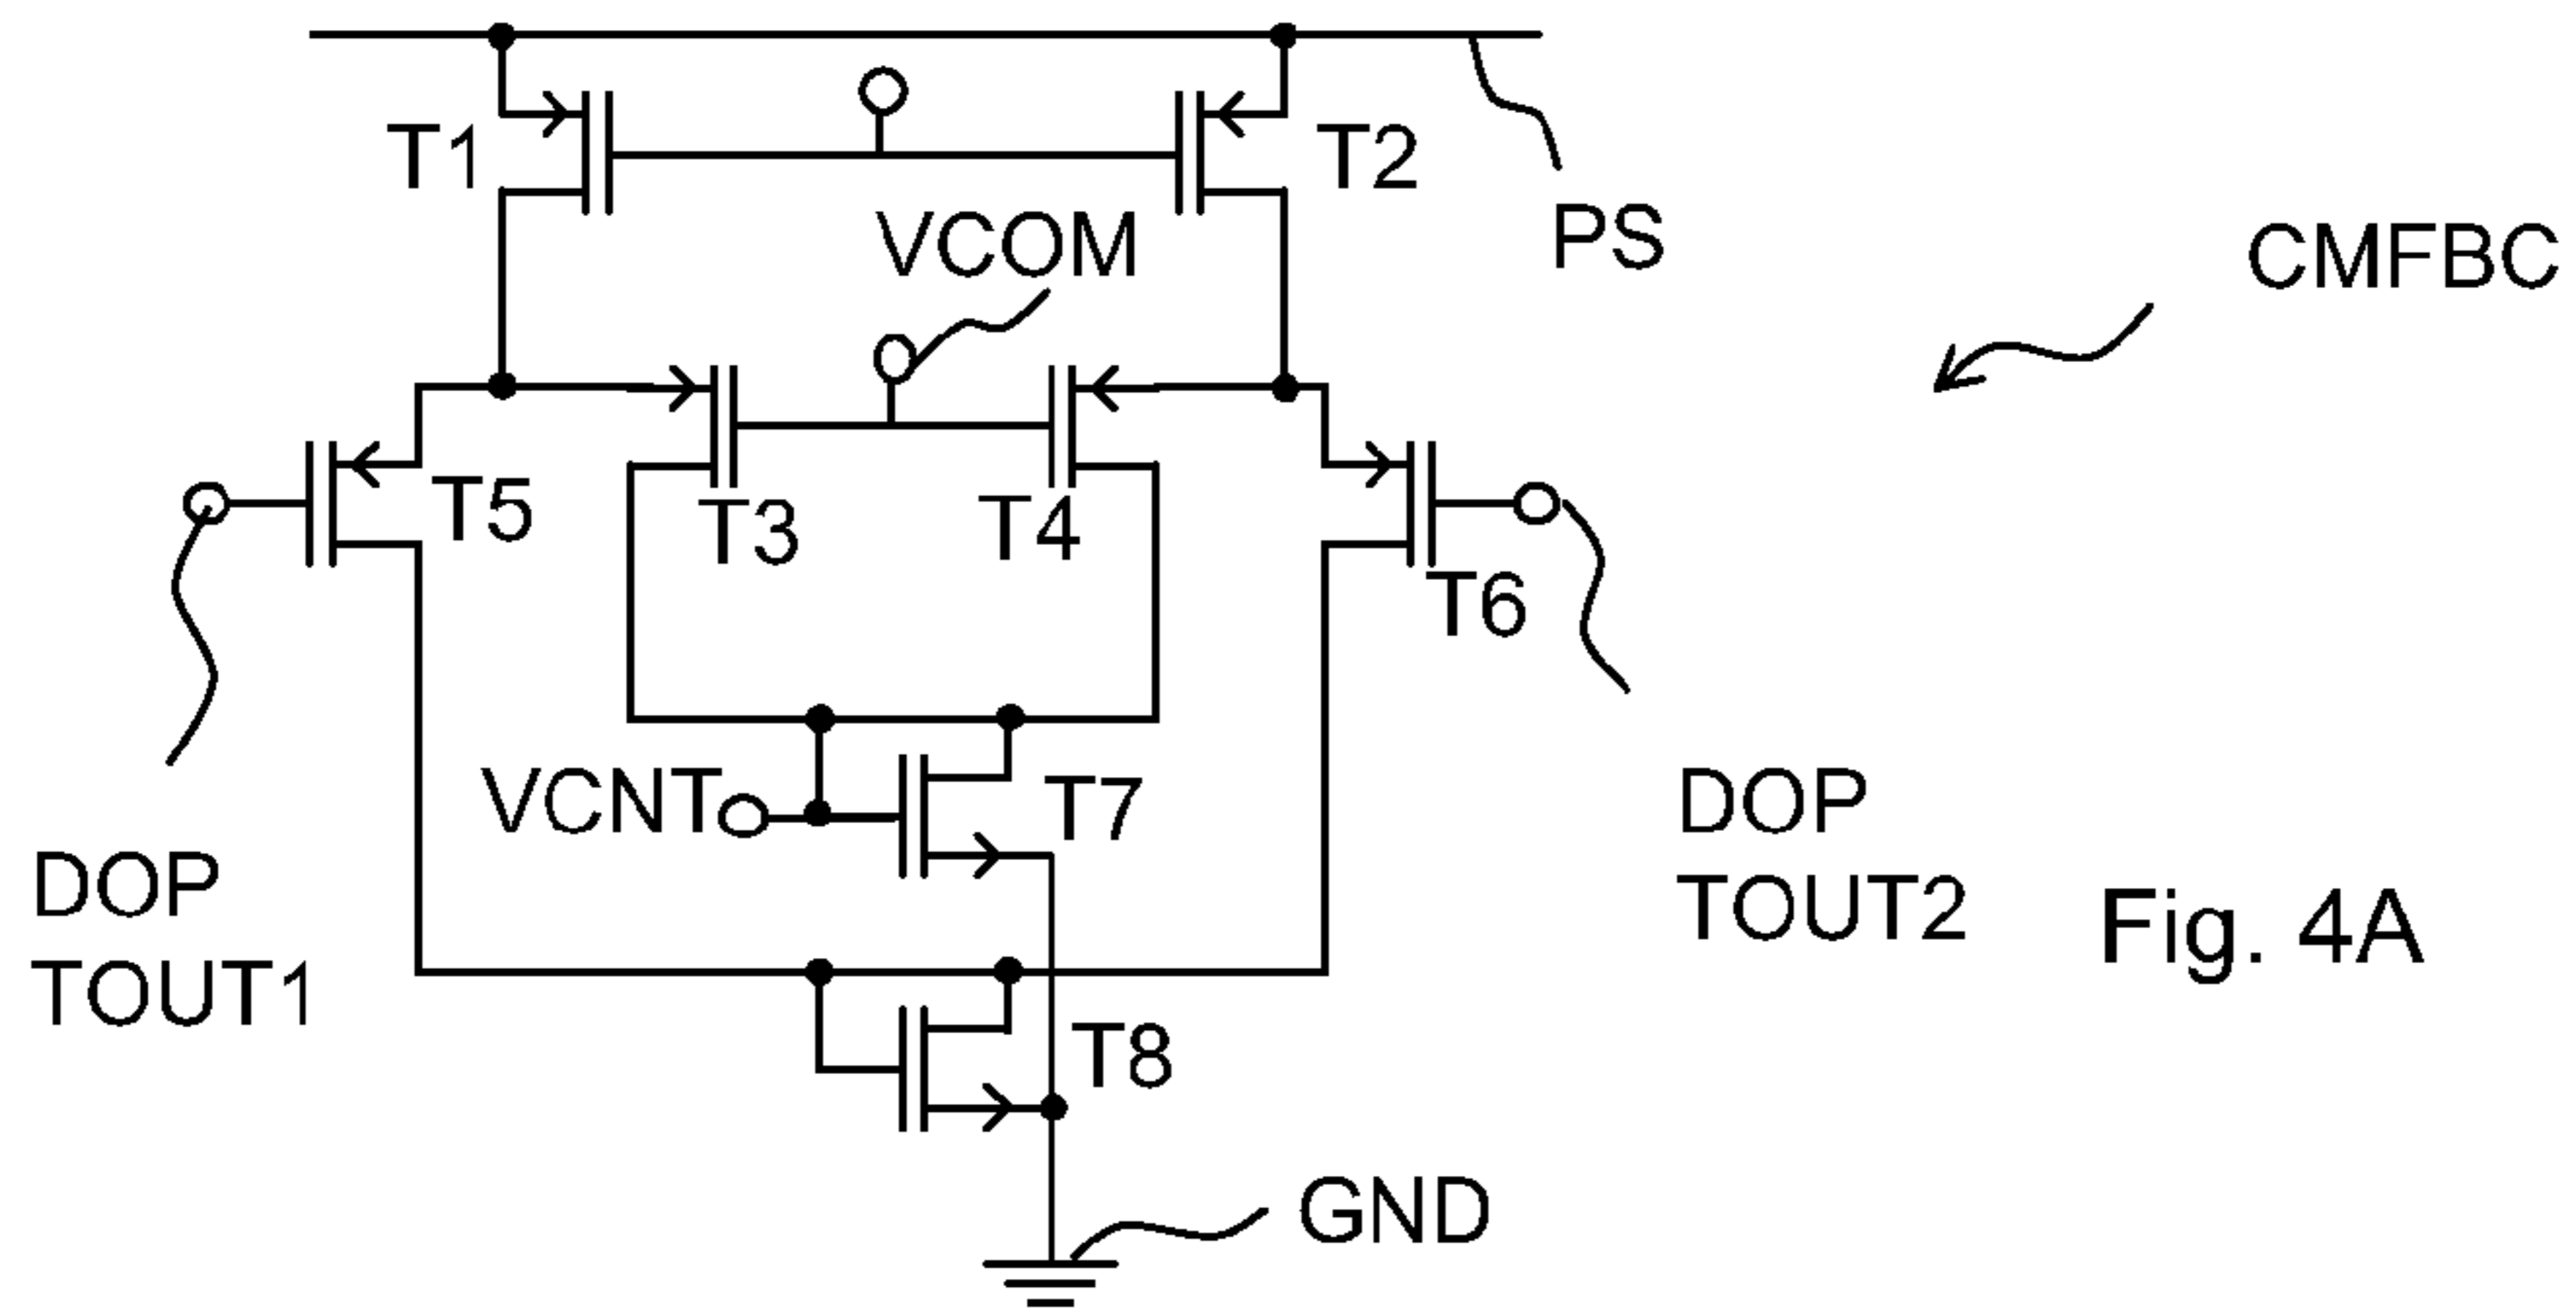 T1
T2
PS
VCOM
CMFBC
T5
T3
T4
T6
VCNT
T7
DOP
TOUT1
DOP
TOUT2
Fig. 4A
T8
GND